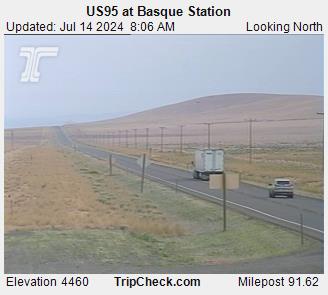 US95 at Basque Station
Updated: Jul 14 2024 8:06 AM Looking North
Elevation 4460 TripCheck.com Milepost 91.62